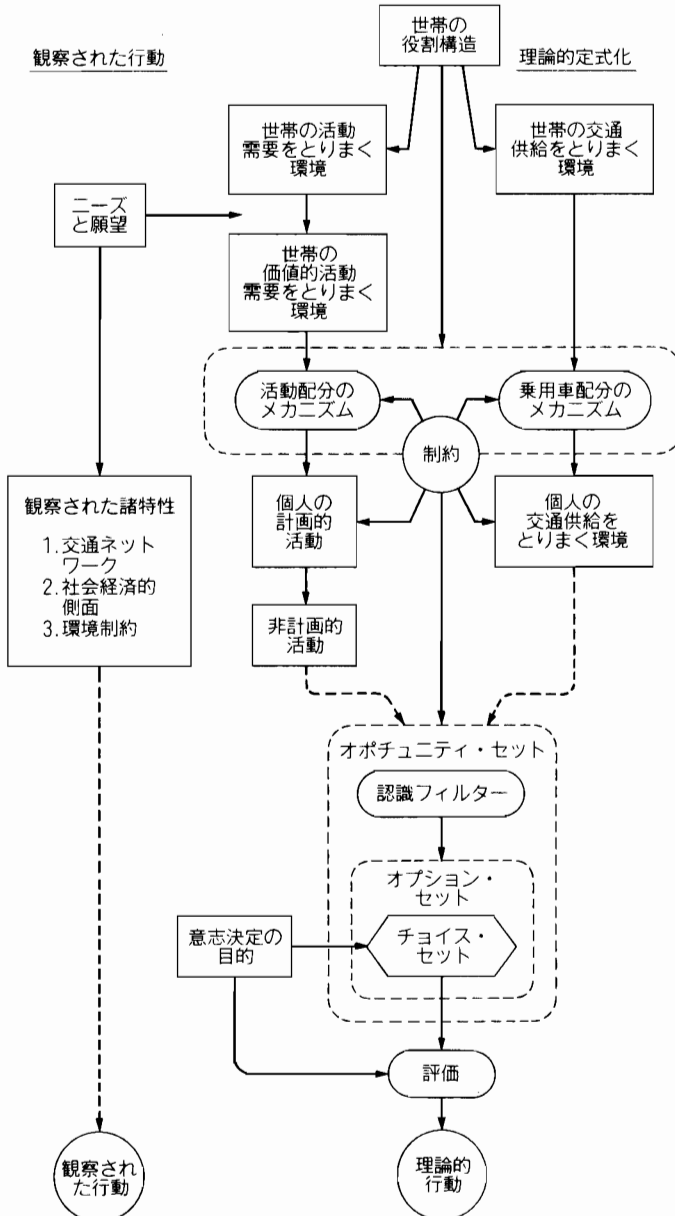 世帯の
役割構造
観察された行動
理論的定式化
世帯の活動
需要をとりまく
環境
世帯の交通
供給をとりまく
環境
ニーズ
と願望
世帯の
価値的活動
需要をとりまく
環境
活動配分の
メカニズム
乗用車配分の
メカニズム
制約
観察された諸特性
1.交通ネット
ワーク
2.社会経済的
側面
3.環境制約
個人の
計画的
活動
個人の
交通供給を
とりまく環境
非計画的
活動
オポチュニティ・セット
認識フィルター
オプション・
セット
意志決定の
目的
チョイス・
セット
評価
観察され
た行動
理論的
行動